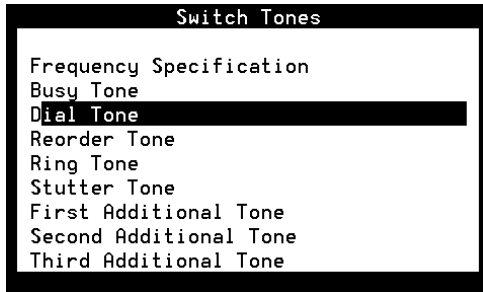 Switch Tones
Frequency Specification
Busy Tone
Dial Tone
Reorder Tone
Ring Tone
Stutter Tone
First Additional Tone
Second Additional Tone
Third Additional Tone